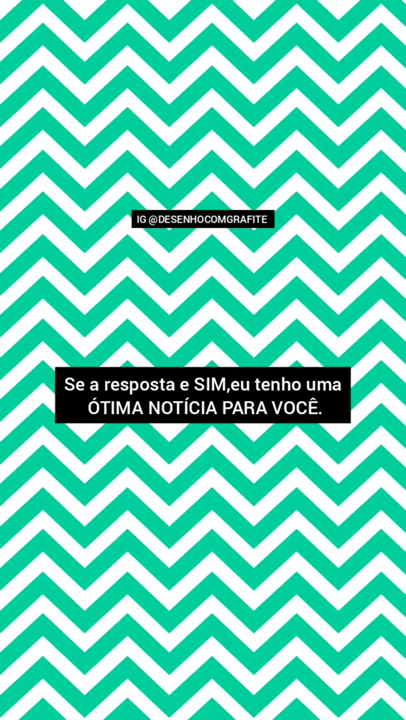 IG @DESENHOCOMGRAFITE
Se a resposta e SIM,eu tenho uma
ÓTIMA NOTÍCIA PARA VOCÊ.